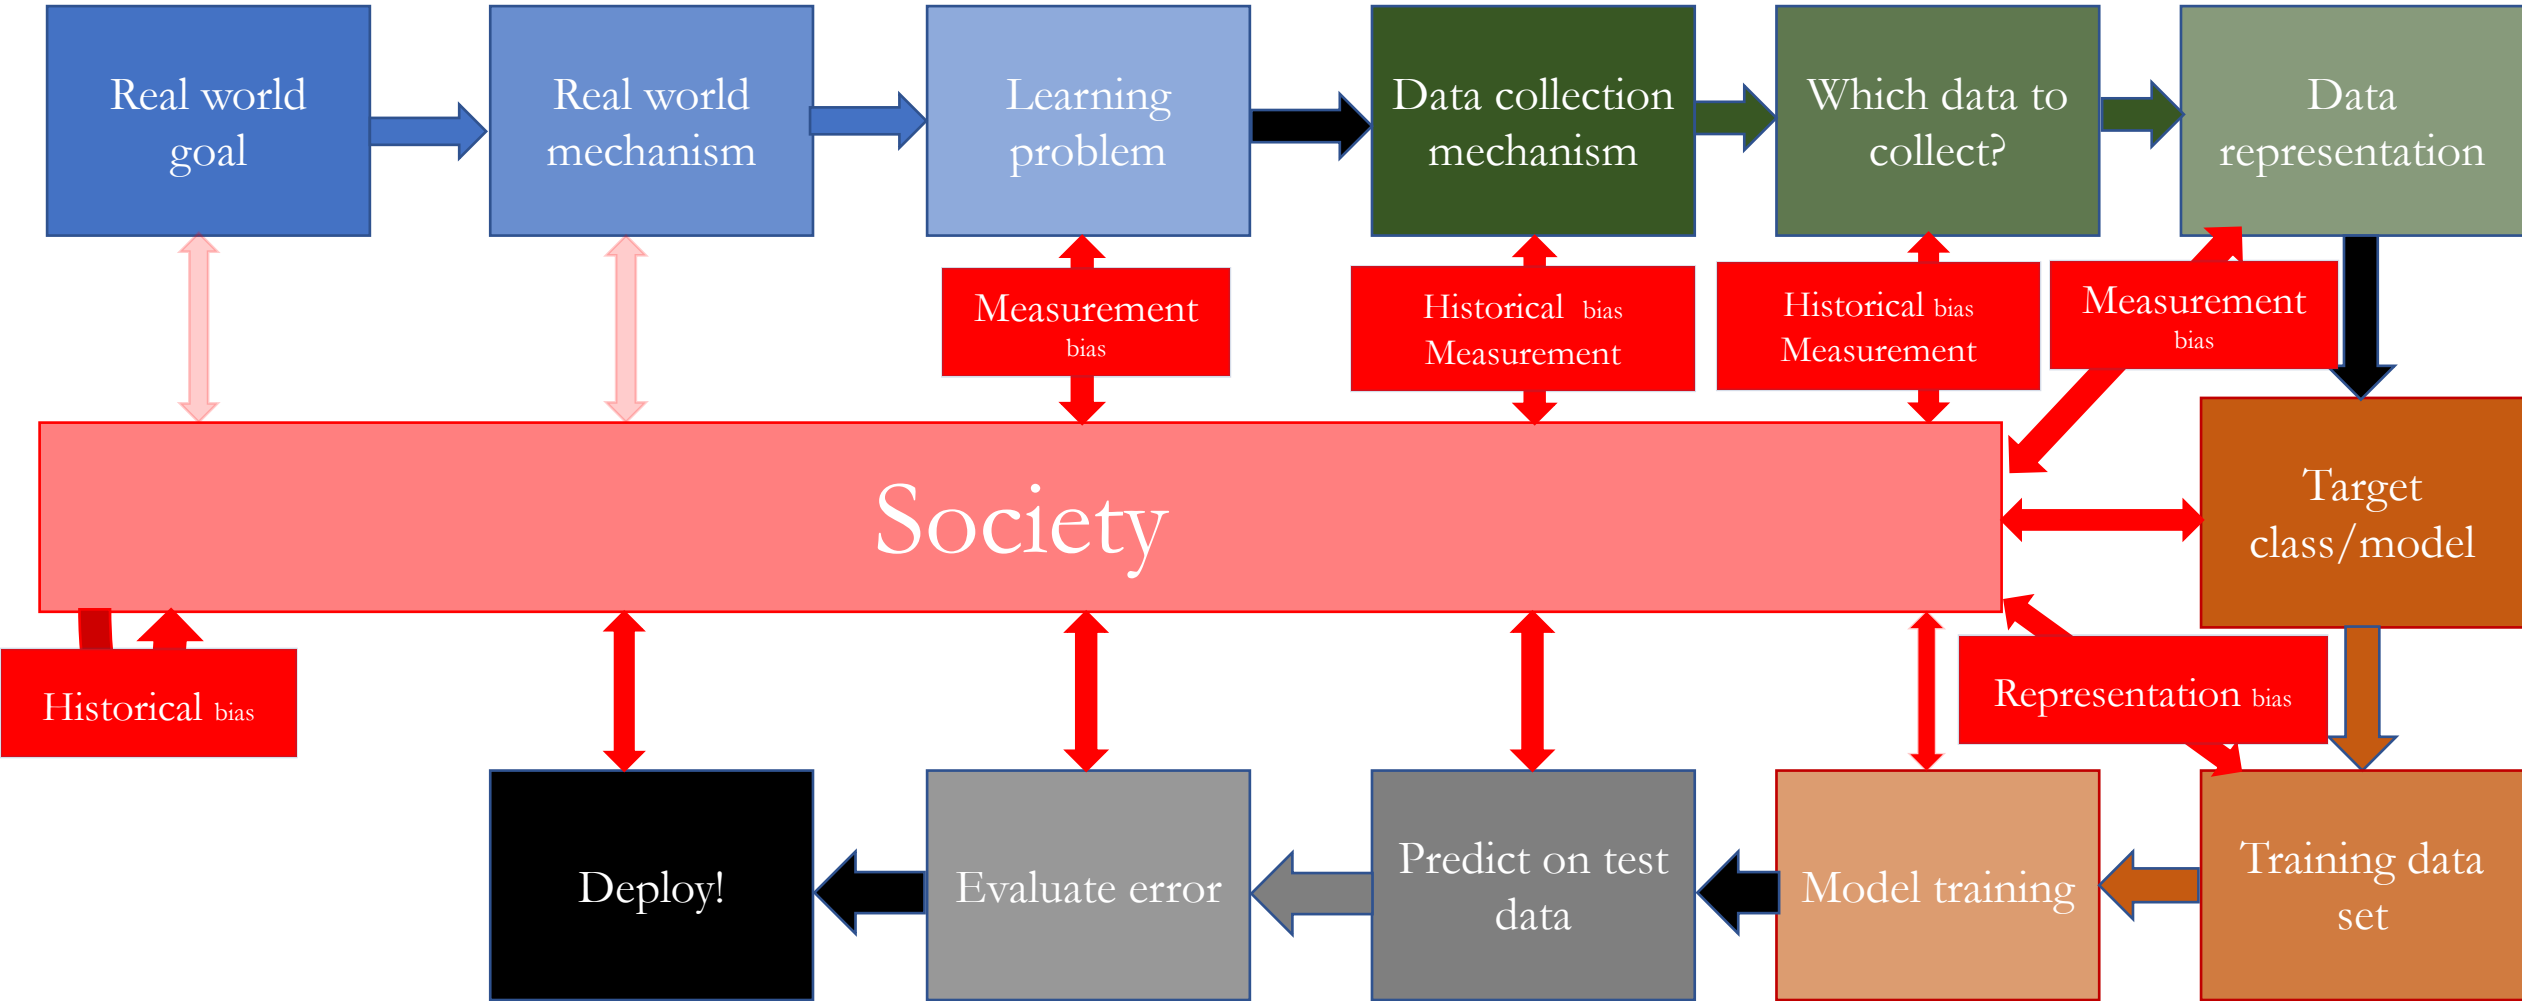 Real world
goal
Real world
mechanism
Learning
problem
Data collection
mechanism
Which data to
collect?
Data
representation
Measurement
bias
Historical bias
Measurement
Historical bias
Measurement
Measurement
bias
Society
Target
class/model
Historical bias
Representation bias
Deploy!
Evaluate error
Predict on test
data
Model training
Training data
set